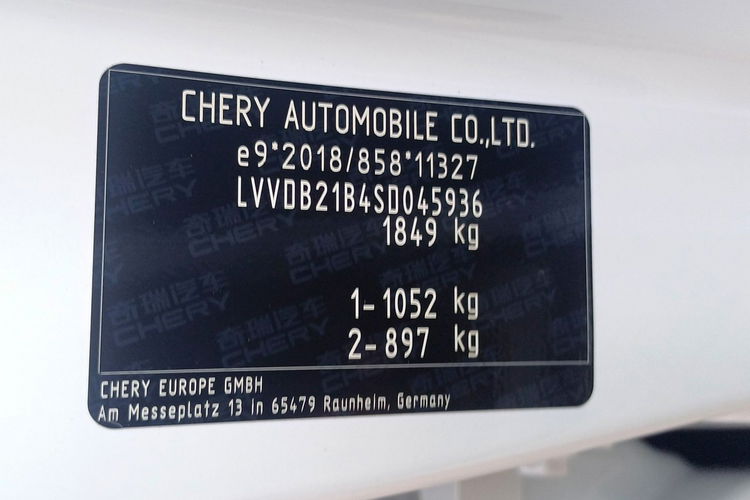 CHERY AUTOMOBILE CO.,LTD.
e9*2018/858*11327
LVVDB21B4SD045936
1849 kg
1-1052 kg
2-897 kg
CHERY EUROPE GMBH
Am Messeplatz 13 in 65479 Raunheim, Germany